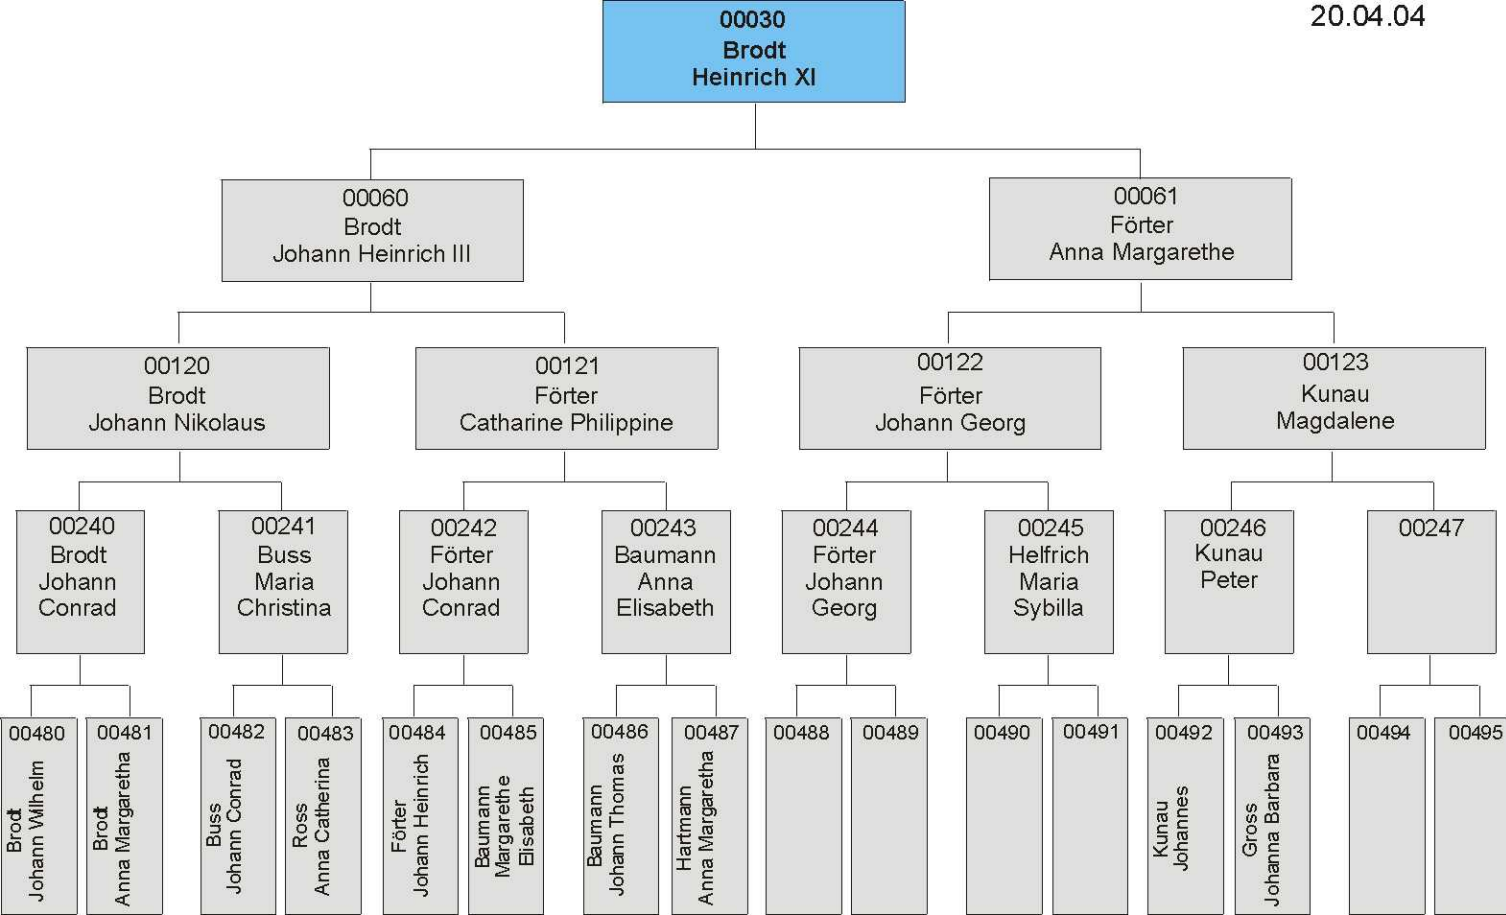 20.04.04
00030
Brodt
Heinrich XI
00060
Brodt
Johann Heinrich III
00061
Förter
Anna Margarethe
00120
Brodt
Johann Nikolaus
00121
Förter
Catharine Philippine
00122
Förter
Johann Georg
00123
Kunau
Magdalene
00240
Brodt
Johann
Conrad
00241
Buss
Maria
Christina
00242
Förter
Johann
Conrad
00243
Baumann
Anna
Elisabeth
00244
Förter
Johann
Georg
00245
Helfrich
Maria
Sybilla
00246
Kunau
Peter
00247
00480
Brodt
Johann Wilhelm
00481
Brodt
Anna Margaretha
00482
Buss
Johann Conrad
00483
Ross
Anna Catherina
00484
Förter
Johann Heinrich
00485
Baumann
Margarethe
Elisabeth
00486
Baumann
Johann Thomas
00487
Hartmann
Anna Margaretha
00488
00489
00490
00491
00492
Kunau
Johannes
00493
Gross
Johanna Barbara
00494
00495